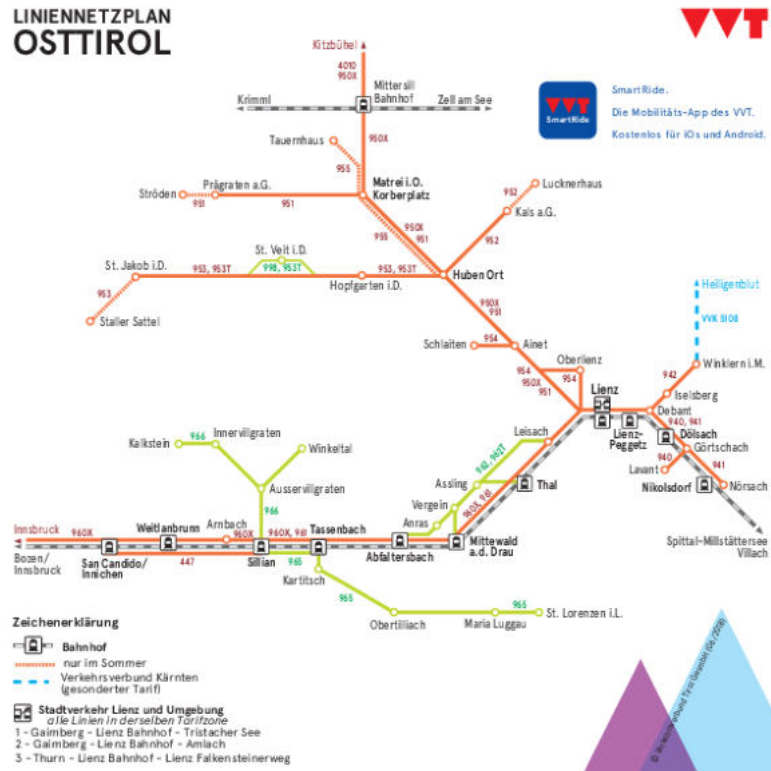 LINIENNETZPLAN
OSTTIROL
VVT
Kitzbühel
4010
950X
Mittersill
Bahnhof
Krimml
Zell am See
VVT
SmartRide
SmartRide.
Die Mobilitäts-App des VVT.
Kostenlos für iOs und Android.
Tauernhaus
950X
955
Ströden
Prägraten a.G.
951
951
Matrei i.O.
Korberplatz
952
Lucknerhaus
Kals a.G.
955
950X
951
952
St. Veit i.D.
998, 953T
St. Jakob i.D.
953, 953T
953, 953T
Hopfgarten i.D.
Huben Ort
953
Staller Sattel
950X
951
Heiligenblut
VVK 5108
Schlaiten
954
Ainet
Oberlienz
954
950X
951
954
Winklern i.M.
942
Iselsberg
Lienz
Debant
940, 941
Lienz-
Peggetz
Dölsach
Görtschach
940
941
Lavant
Nikolsdorf
Nörsach
Spittal-Millstättersee
Villach
Leisach
962, 962T
Assling
Thal
960X, 961
Vergein
Anras
Kalkstein
966
Innervillgraten
Winkeltal
Ausservillgraten
966
Innsbruck
960X
Weitlanbrunn
Arnbach
960X
960X, 961
Tassenbach
Bozen/
Innsbruck
San Candido/
Innichen
447
Sillian
965
Abfaltersbach
Mittewald
a.d. Drau
Kartitsch
965
Obertilliach
Maria Luggau
965
St. Lorenzen i.L.
Zeichenerklärung
Bahnhof
nur im Sommer
Verkehrsverbund Kärnten
(gesonderter Tarif)
Stadtverkehr Lienz und Umgebung
alle Linien in derselben Tarifzone
1 - Gaimberg - Lienz Bahnhof - Tristacher See
2 - Gaimberg - Lienz Bahnhof - Amlach
3 - Thurn - Lienz Bahnhof - Lienz Falkensteinerweg
© Verkehrsverbund Tirol GesmbH